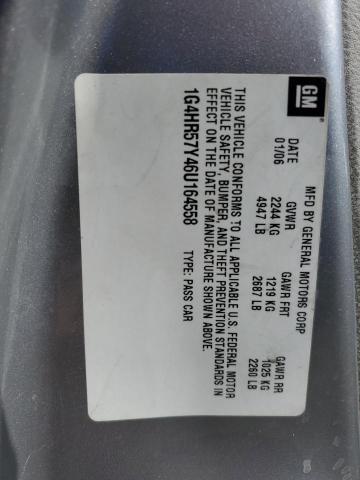 GM
MFD BY GENERAL MOTORS CORP
DATE GVWR GAWR FRT GAWR RR
01/06 2244 KG 1219 KG 1025 KG
4947 LB 2687 LB 2260 LB
THIS VEHICLE CONFORMS TO ALL APPLICABLE U.S. FEDERAL MOTOR
VEHICLE SAFETY, BUMPER, AND THEFT PREVENTION STANDARDS IN
EFFECT ON THE DATE OF MANUFACTURE SHOWN ABOVE.
1G4HR57Y46U164558 TYPE: PASS CAR